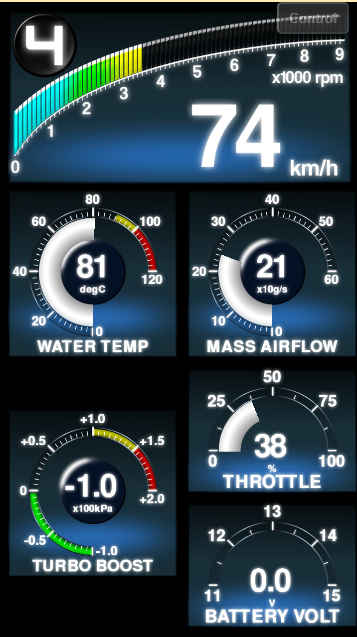 Control
4
0 1 2 3 4 5 6 7 8 9
x1000 rpm
74 km/h
0 20 40 60 80 100 120
81
degC
WATER TEMP
0 10 20 30 40 50 60
21
x10g/s
MASS AIRFLOW
-1.0 -0.5 0 +0.5 +1.0 +1.5 +2.0
-1.0
x100kPa
TURBO BOOST
0 25 50 75 100
38
%
THROTTLE
11 12 13 14 15
0.0
V
BATTERY VOLT